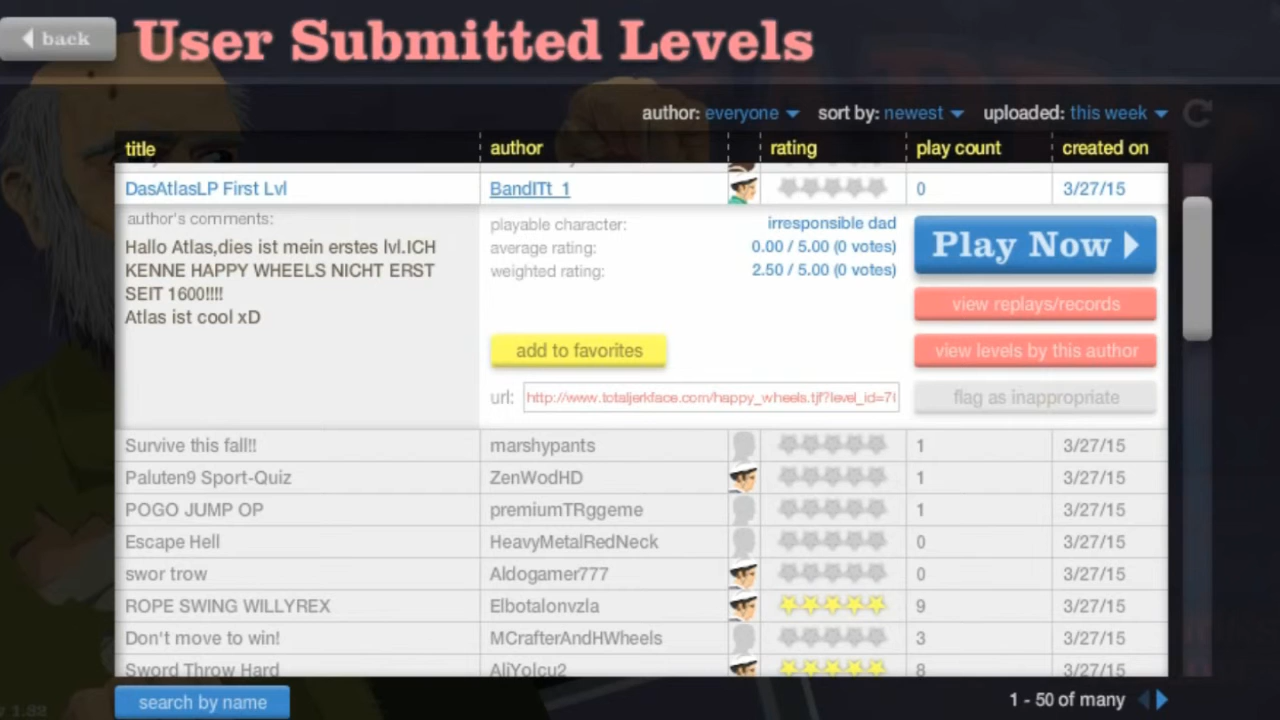 back
User Submitted Levels
author: everyone sort by: newest uploaded: this week
title author rating play count created on
DasAtlasLP First Lvl BandITt_1 0 3/27/15
author's comments:
Hallo Atlas,dies ist mein erstes lvl.ICH
KENNE HAPPY WHEELS NICHT ERST
SEIT 1600!!!!
Atlas ist cool xD
playable character: irresponsible dad
average rating: 0.00 / 5.00 (0 votes)
weighted rating: 2.50 / 5.00 (0 votes)
Play Now
view replays/records
add to favorites
view levels by this author
url: http://www.totaljerkface.com/happy_wheels.tjf?level_id=7
flag as inappropriate
Survive this fall!! marshypants 1 3/27/15
Paluten9 Sport-Quiz ZenWodHD 1 3/27/15
POGO JUMP OP premiumTRggeme 1 3/27/15
Escape Hell HeavyMetalRedNeck 0 3/27/15
swor trow Aldogamer777 0 3/27/15
ROPE SWING WILLYREX Elbotalonvzla 9 3/27/15
Don't move to win! MCrafterAndHWheels 3 3/27/15
Sword Throw Hard AliYolcu2 8 3/27/15
search by name
1 - 50 of many